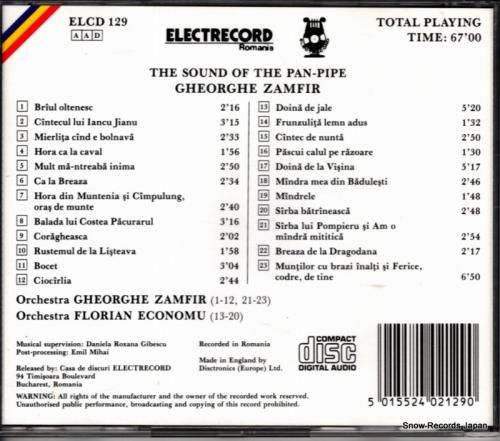 ELCD 129
A A D
ELECTRECORD
Romania
TOTAL PLAYING
TIME: 67'00
THE SOUND OF THE PAN-PIPE
GHEORGHE ZAMFIR
1 Brîul oltenesc 2'16
2 Cîntecul lui Iancu Jianu 3'15
3 Mierlița cînd e bolnavă 2'33
4 Hora ca la caval 1'56
5 Mult mă-ntreabă inima 2'50
6 Ca la Breaza 2'34
7 Hora din Muntenia și Cîmpulung,
oraș de munte 2'40
8 Balada lui Costea Păcurarul 3'16
9 Corăgheasca 2'02
10 Rustemul de la Lișteava 1'58
11 Bocet 3'04
12 Ciocîrlia 2'44
13 Doină de jale 5'20
14 Frunzuliță lemn adus 1'32
15 Cîntec de nuntă 2'50
16 Păscui calul pe răzoare 1'30
17 Doină de la Vișina 5'17
18 Mîndra mea din Bădulești 2'46
19 Mîndrele 1'48
20 Sîrba bătrînească 2'48
21 Sîrba lui Pompieru și Am o
mîndră mititică 2'54
22 Breaza de la Dragodana 2'17
23 Munților cu brazi înalți și Ferice,
codre, de tine 6'50
Orchestra GHEORGHE ZAMFIR (1-12, 21-23)
Orchestra FLORIAN ECONOMU (13-20)
Musical supervision: Daniela Roxana Gibescu
Post-processing: Emil Mihai
Released by: Casa de discuri ELECTRECORD
94 Timișoara Boulevard
Bucharest, Romania
Recorded in Romania
Made in England by
Disctronics (Europe) Ltd.
COMPACT
disc
DIGITAL AUDIO
WARNING: All rights of the manufacturer and the owner of the recorded work reserved.
Unauthorised public performance, broadcasting and copying of this record prohibited.
5 015524 021290
Snow-Records,Japan